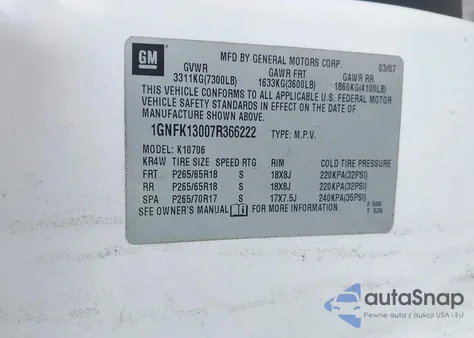 GM
MFD BY GENERAL MOTORS CORP. 03/07
GVWR GAWR FRT GAWR RR
3311KG(7300LB) 1633KG(3600LB) 1860KG(4100LB)
THIS VEHICLE CONFORMS TO ALL APPLICABLE U.S. FEDERAL MOTOR
VEHICLE SAFETY STANDARDS IN EFFECT ON THE DATE OF
MANUFACTURE SHOWN ABOVE.
1GNFK13007R366222 TYPE: M.P.V.
MODEL: K10706
KR4W TIRE SIZE SPEED RTG RIM COLD TIRE PRESSURE
FRT P265/65R18 S 18X8J 220KPA(32PSI)
RR P265/65R18 S 18X8J 220KPA(32PSI)
SPA P265/70R17 S 17X7.5J 240KPA(35PSI)
SEE OWNER'S MANUAL FOR MORE INFORMATION.
F 500
T 526
autoSnap
Pewne auta z aukcji USA i EU